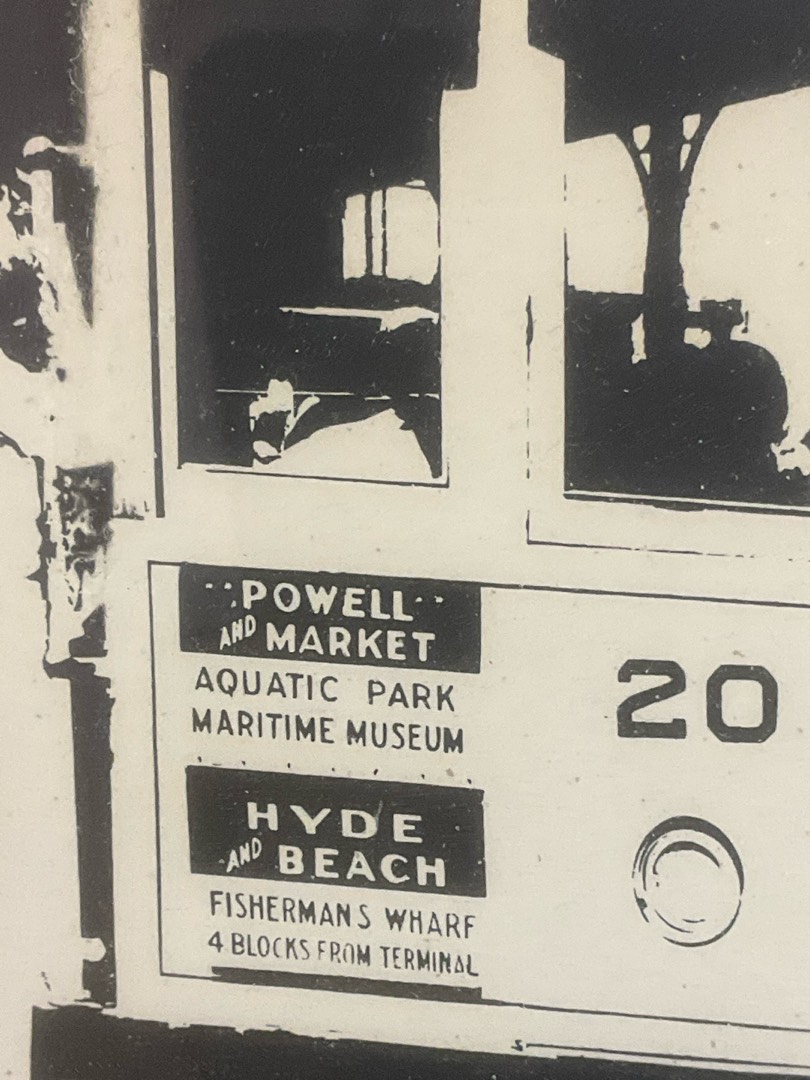 POWELL
AND MARKET
AQUATIC PARK
MARITIME MUSEUM
HYDE
AND BEACH
FISHERMANS WHARF
4 BLOCKS FROM TERMINAL
20